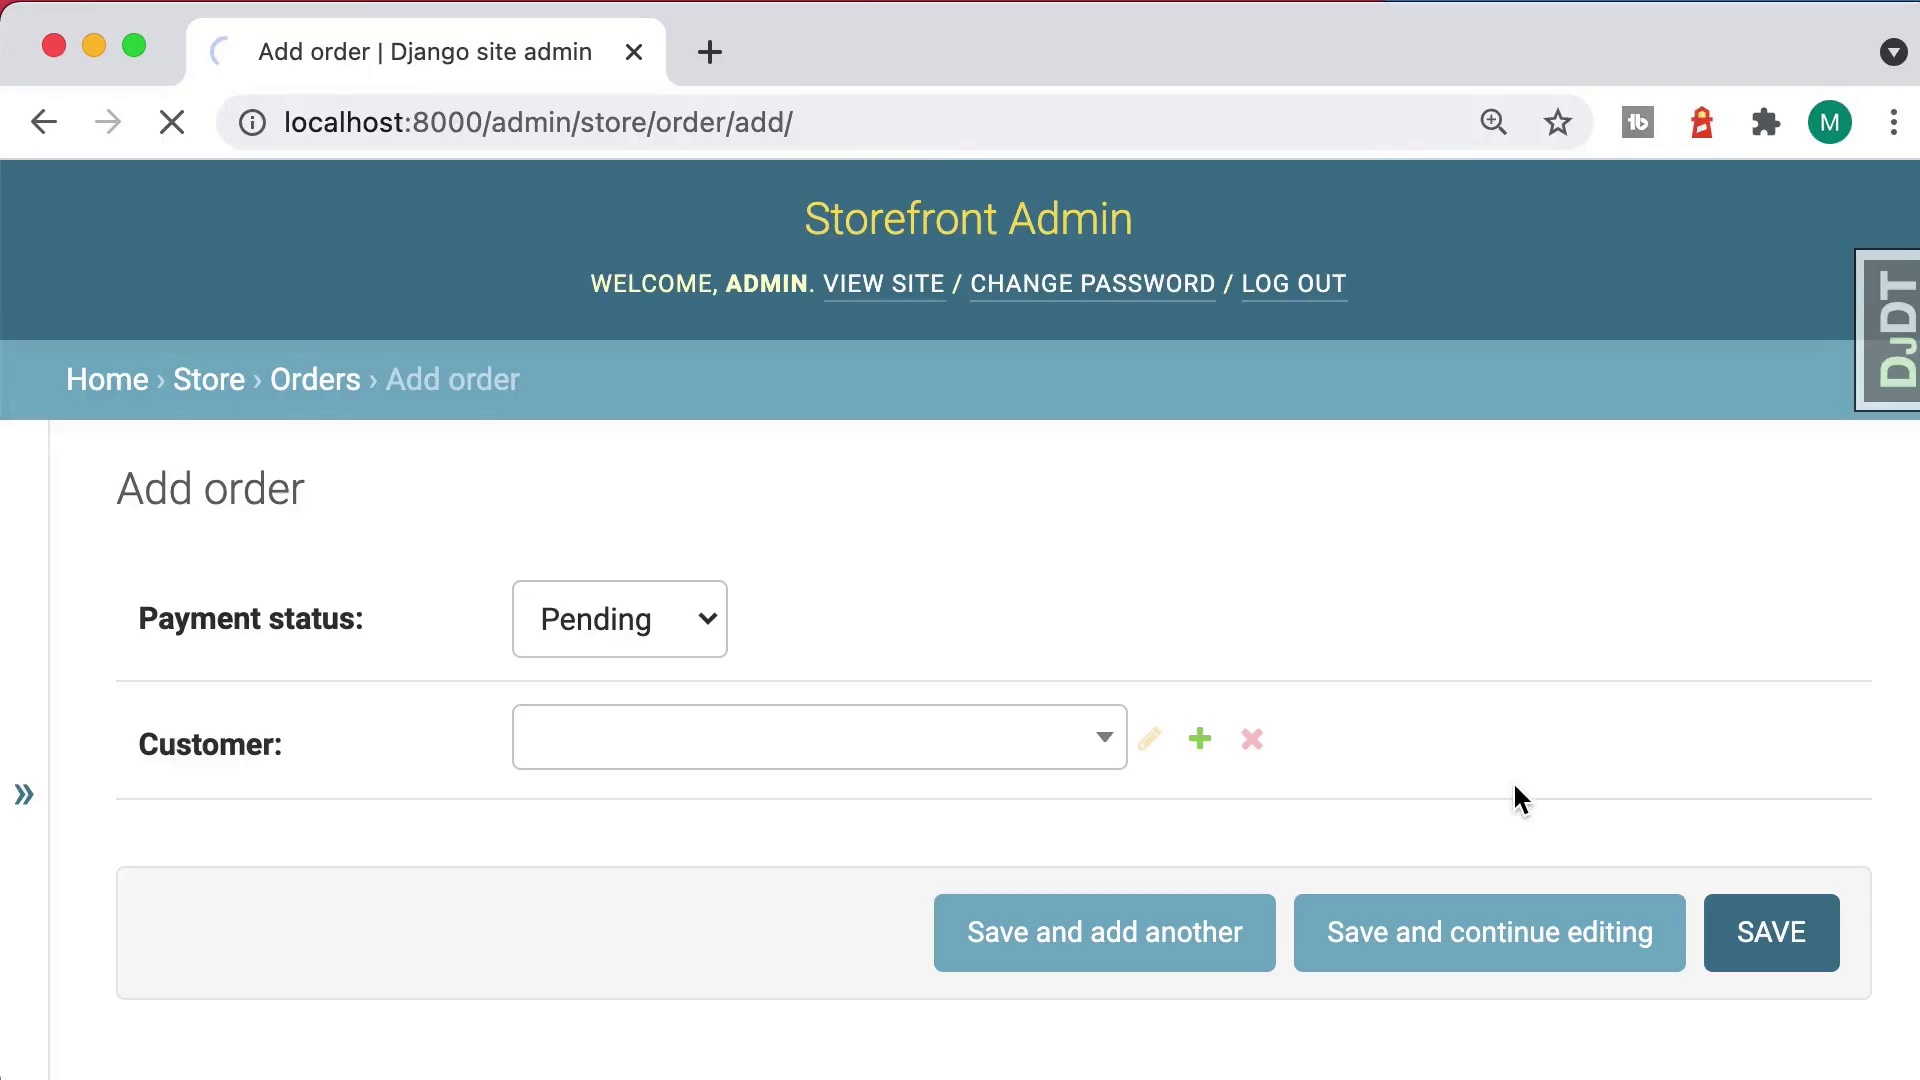 Add order | Django site admin
localhost:8000/admin/store/order/add/
tb
M
Storefront Admin
WELCOME, ADMIN. VIEW SITE / CHANGE PASSWORD / LOG OUT
DJDT
Home › Store › Orders › Add order
Add order
Payment status:
Pending
Customer:
»
Save and add another
Save and continue editing
SAVE